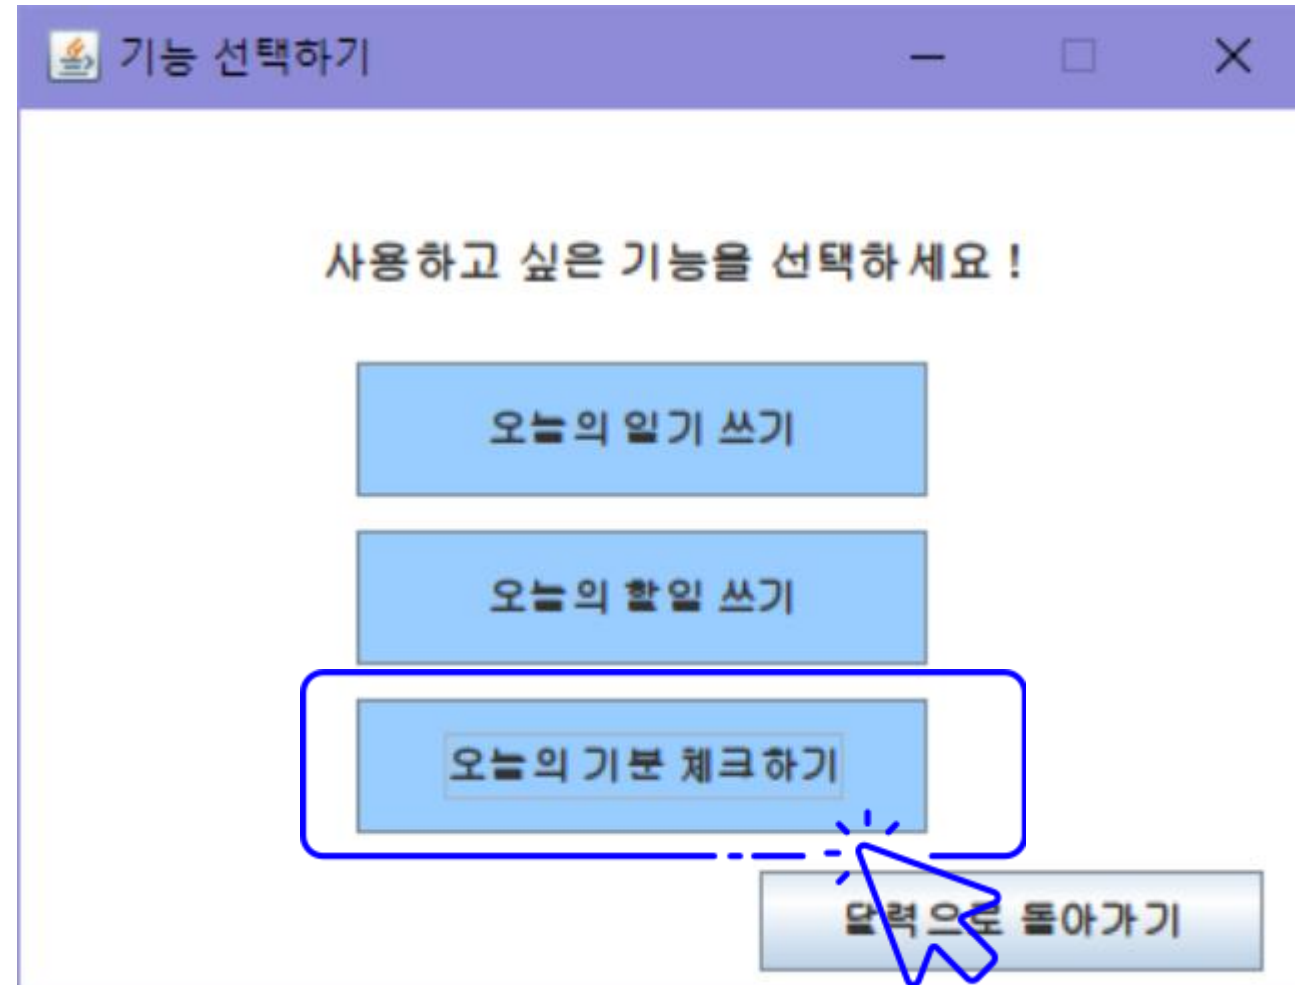 기능 선택하기
사용하고 싶은 기능을 선택하세요 !
오늘의 일기 쓰기
오늘의 할일 쓰기
오늘의 기분 체크하기
달력으로 돌아가기